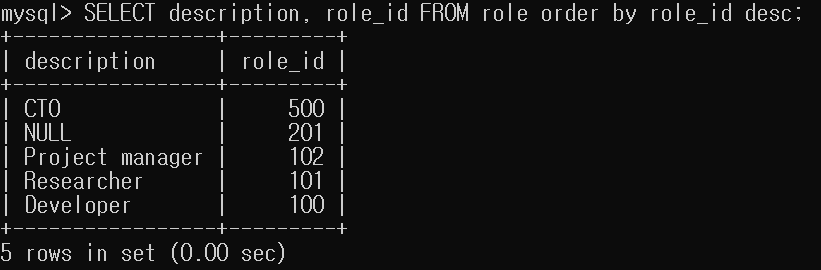 mysql> SELECT description, role_id FROM role order by role_id desc;
+-----------------+---------+
| description     | role_id |
+-----------------+---------+
| CTO             |     500 |
| NULL            |     201 |
| Project manager |     102 |
| Researcher      |     101 |
| Developer       |     100 |
+-----------------+---------+
5 rows in set (0.00 sec)